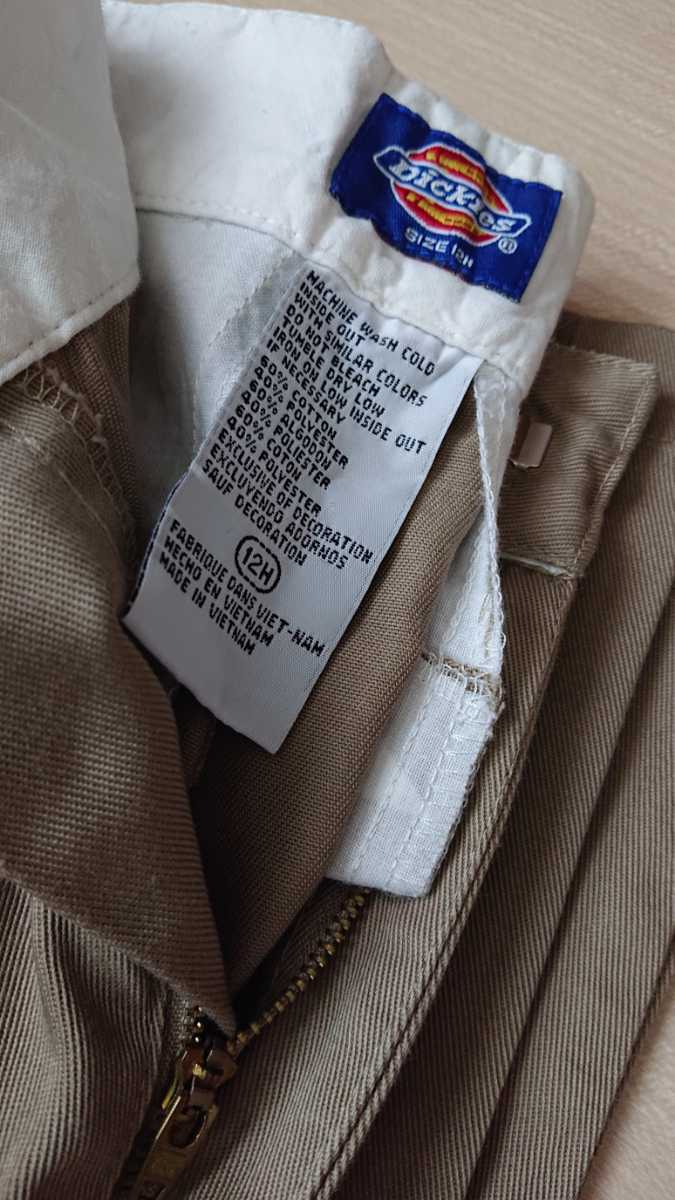 Dickies
®
SIZE 12H
MACHINE WASH COLD
INSIDE OUT
IN SIMILAR COLORS
DO NOT BLEACH
TUMBLE DRY LOW
IRON ON LOW INSIDE OUT
IF NECESSARY
60% COTTON
40% POLYESTER
60% ALGODON
40% POLIESTER
60% COTON
40% POLYESTER
EXCLUSIVE OF DECORATION
EXCLUYENDO ADORNOS
SAUF DECORATION
12H
FABRIQUE DANS VIET-NAM
HECHO EN VIETNAM
MADE IN VIETNAM